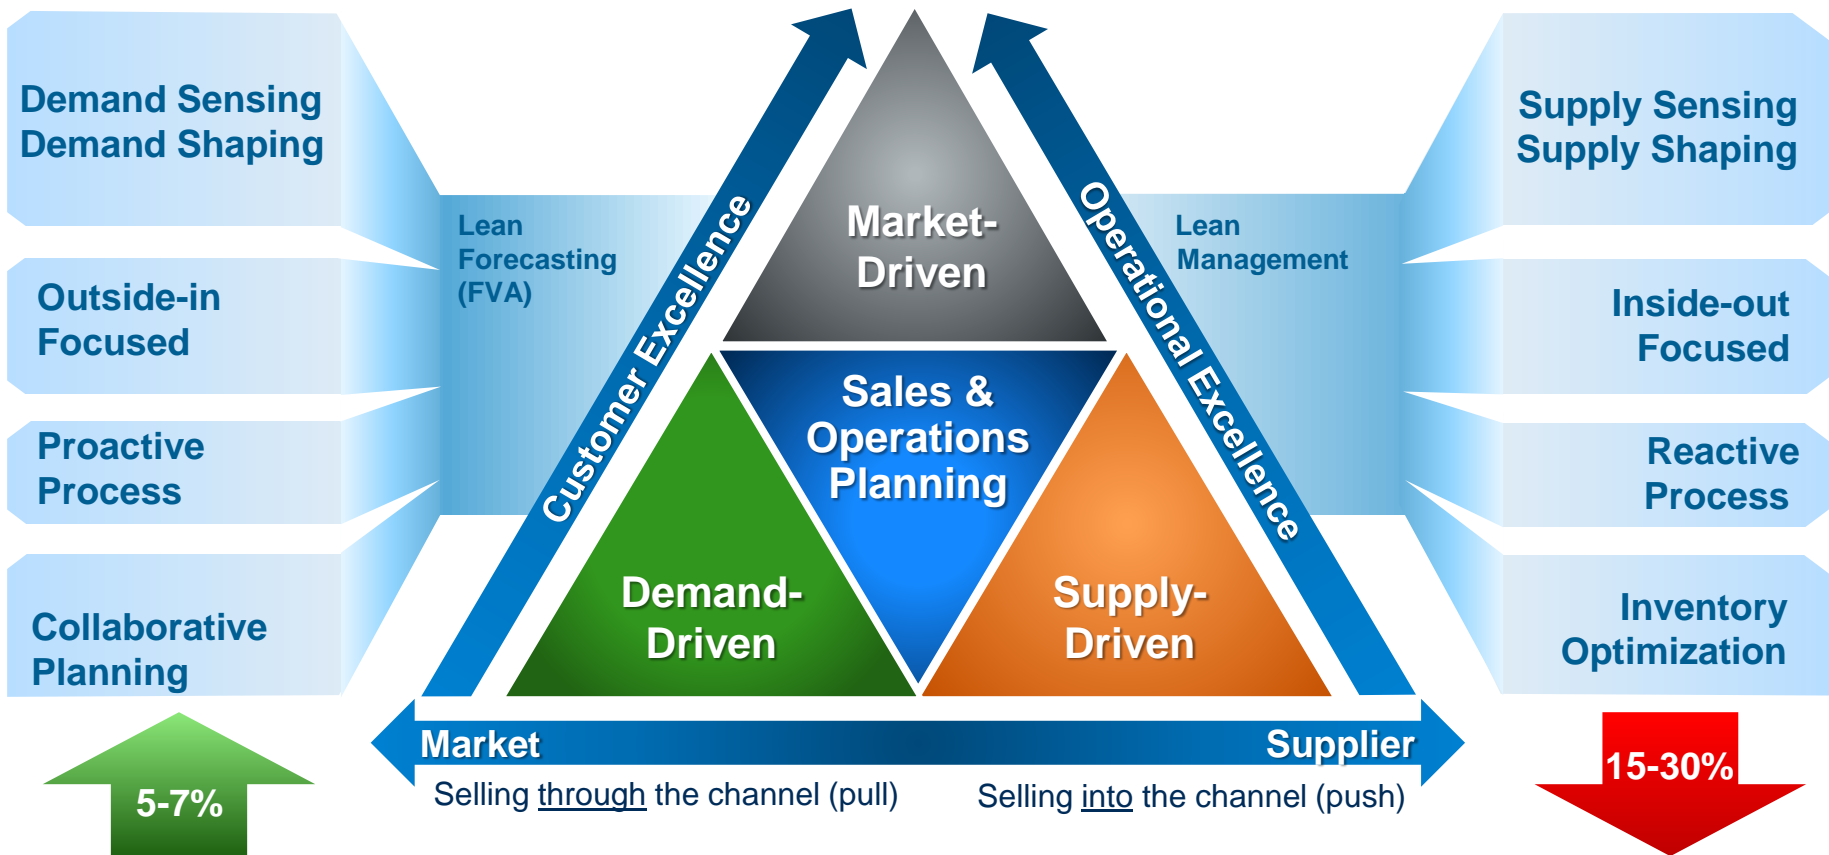 Demand Sensing
Demand Shaping
Outside-in
Focused
Proactive
Process
Collaborative
Planning
5-7%
Lean
Forecasting
(FVA)
Customer Excellence
Market-
Driven
Sales &
Operations
Planning
Demand-
Driven
Supply-
Driven
Operational Excellence
Lean
Management
Market
Supplier
Selling through the channel (pull)
Selling into the channel (push)
Supply Sensing
Supply Shaping
Inside-out
Focused
Reactive
Process
Inventory
Optimization
15-30%